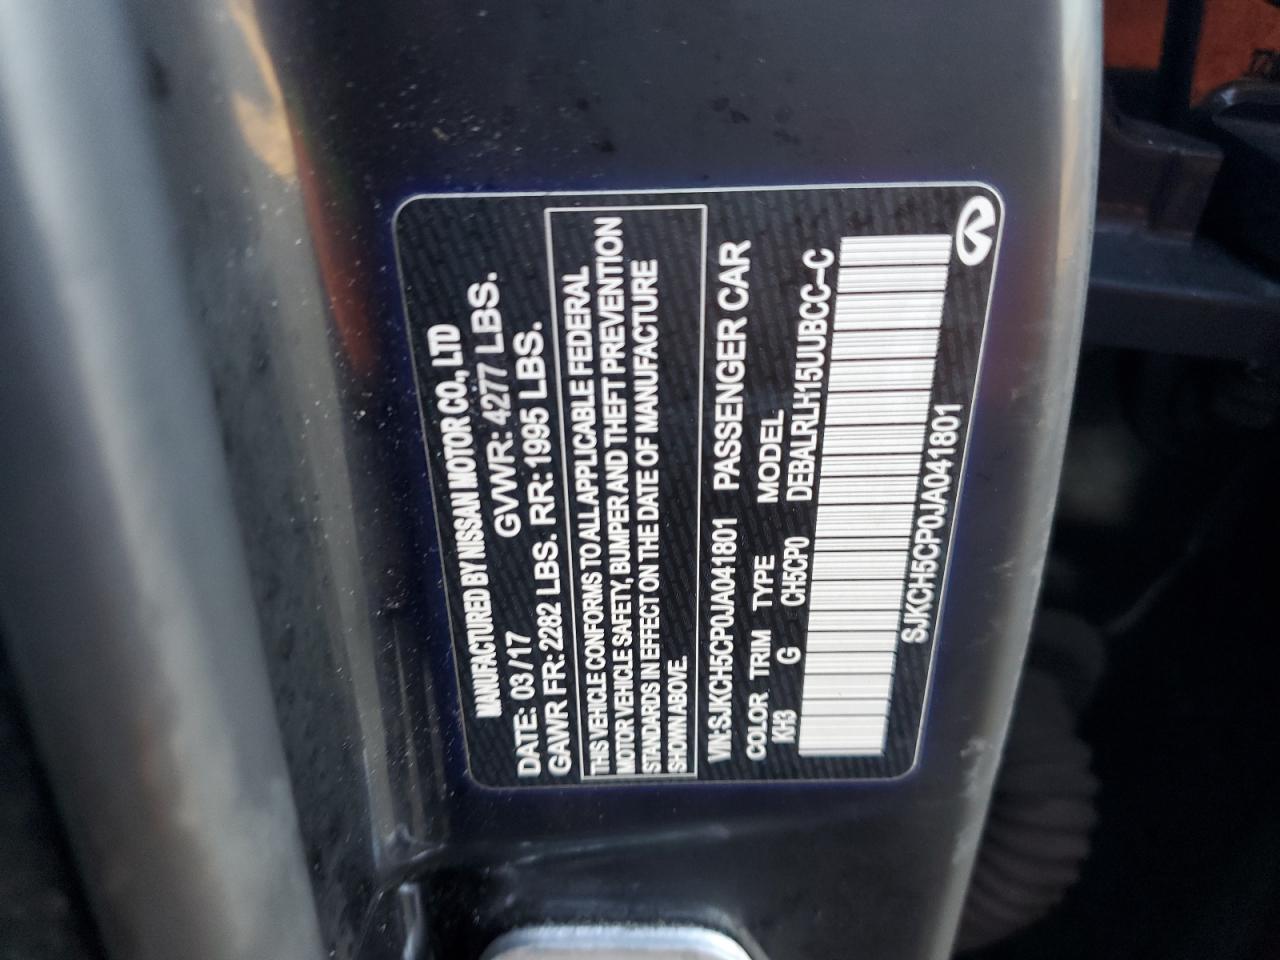 MANUFACTURED BY NISSAN MOTOR CO., LTD
DATE: 03/17 GVWR: 4277 LBS.
GAWR FR: 2282 LBS. RR: 1995 LBS.
THIS VEHICLE CONFORMS TO ALL APPLICABLE FEDERAL
MOTOR VEHICLE SAFETY, BUMPER AND THEFT PREVENTION
STANDARDS IN EFFECT ON THE DATE OF MANUFACTURE
SHOWN ABOVE.
VIN: SJKCH5CP0JA041801 PASSENGER CAR
COLOR TRIM TYPE MODEL
KH3 G CH5CP0 DEBALRLH15UUBCC-C
SJKCH5CP0JA041801